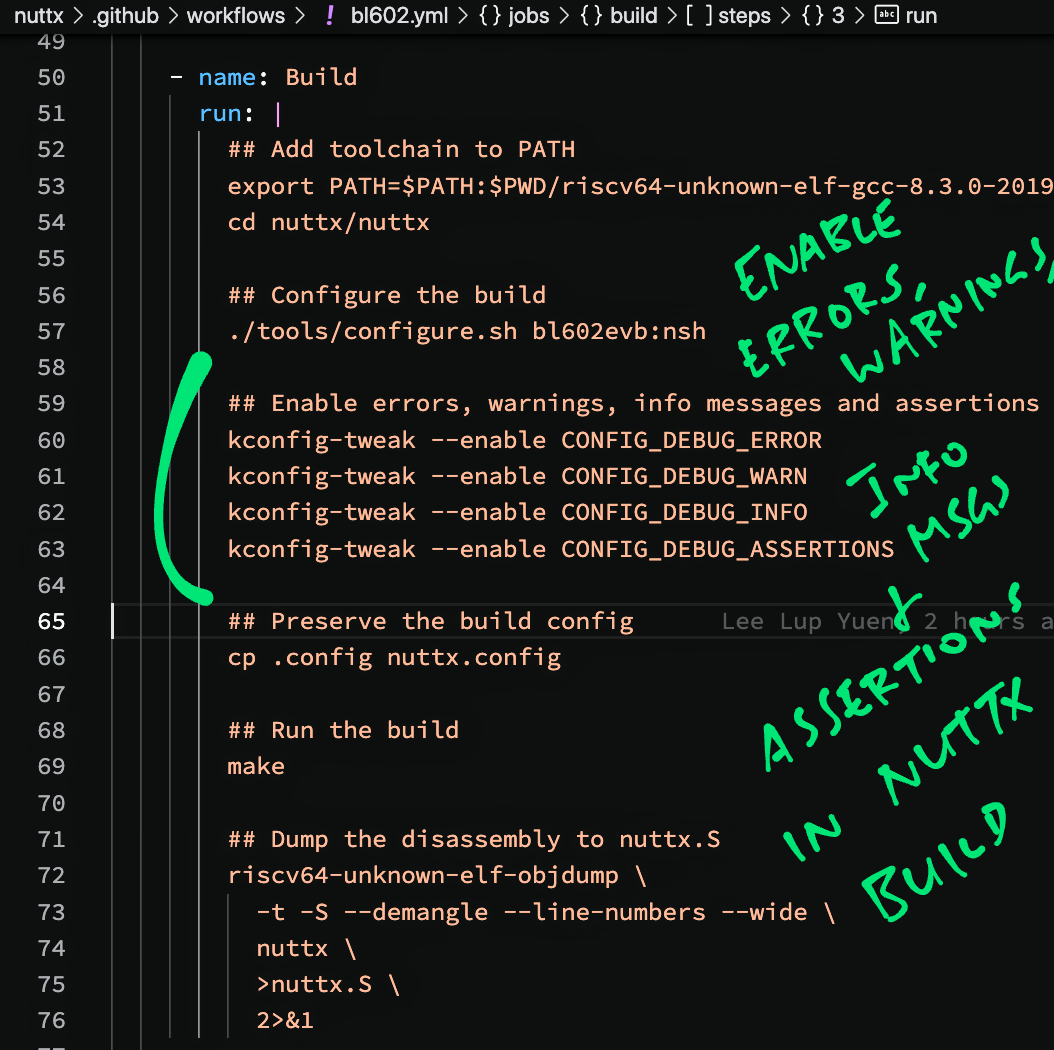 nuttx > .github > workflows > ! bl602.yml > {} jobs > {} build > [ ] steps > {} 3 > abc run
49
50 - name: Build
51 run: |
52 ## Add toolchain to PATH
53 export PATH=$PATH:$PWD/riscv64-unknown-elf-gcc-8.3.0-2019
54 cd nuttx/nuttx
55
56 ## Configure the build
57 ./tools/configure.sh bl602evb:nsh
58
59 ## Enable errors, warnings, info messages and assertions
60 kconfig-tweak --enable CONFIG_DEBUG_ERROR
61 kconfig-tweak --enable CONFIG_DEBUG_WARN
62 kconfig-tweak --enable CONFIG_DEBUG_INFO
63 kconfig-tweak --enable CONFIG_DEBUG_ASSERTIONS
64
65 ## Preserve the build config Lee Lup Yuen, 2 hours a
66 cp .config nuttx.config
67
68 ## Run the build
69 make
70
71 ## Dump the disassembly to nuttx.S
72 riscv64-unknown-elf-objdump \
73 -t -S --demangle --line-numbers --wide \
74 nuttx \
75 >nuttx.S \
76 2>&1
ENABLE
ERRORS,
WARNINGS,
INFO
MSGS
&
ASSERTIONS
IN NUTTX
BUILD